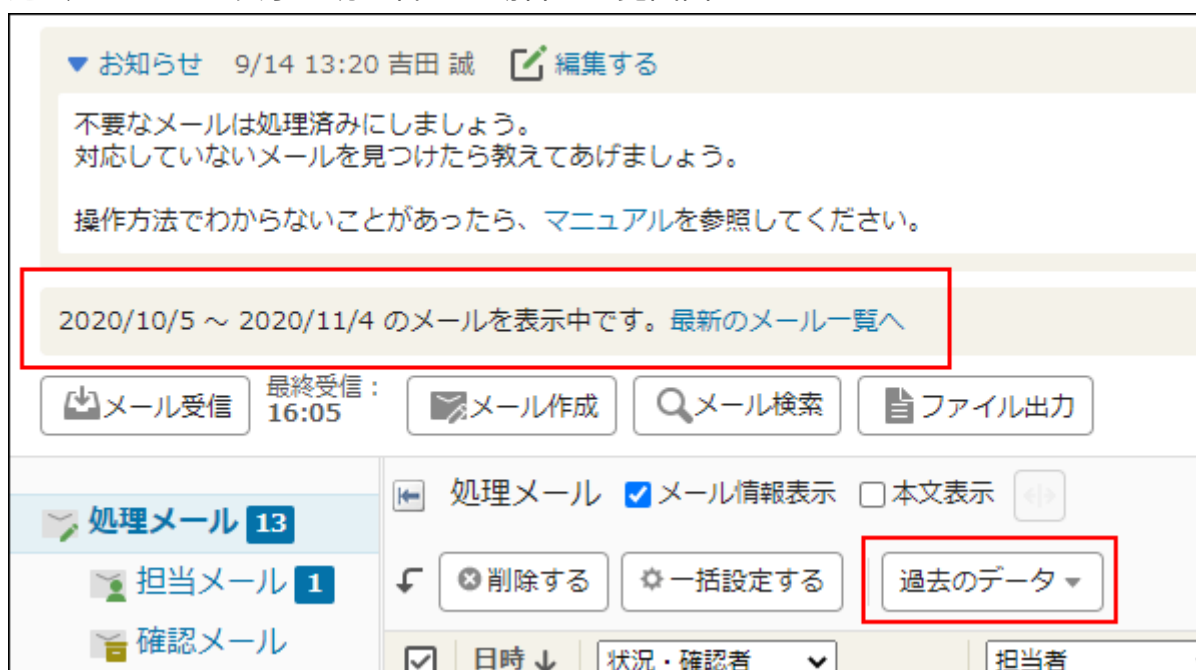 お知らせ 9/14 13:20 吉田 誠 編集する
不要なメールは処理済みにしましょう。
対応していないメールを見つけたら教えてあげましょう。
操作方法でわからないことがあったら、マニュアルを参照してください。
2020/10/5 ～ 2020/11/4 のメールを表示中です。最新のメール一覧へ
メール受信 最終受信：16:05 メール作成 メール検索 ファイル出力
処理メール 13
担当メール 1
確認メール
処理メール メール情報表示 本文表示
削除する 一括設定する 過去のデータ
日時 ↓ 状況・確認者 担当者